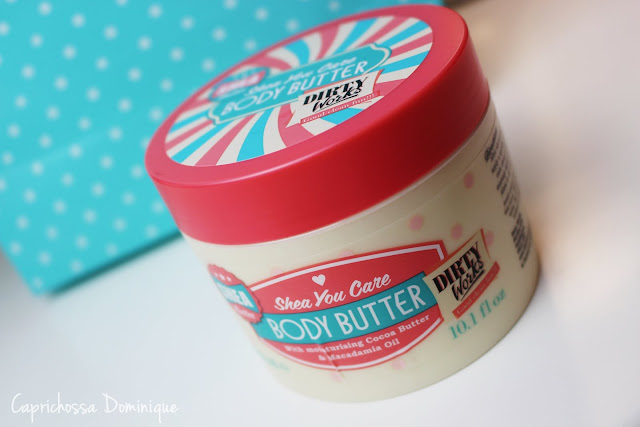 Shea You Care
BODY BUTTER
DIRTY
Works
Shea You Care
BODY BUTTER
With moisturising Cocoa Butter
& Macadamia Oil
DIRTY
Works
10.1 fl oz
Caprichossa Dominique